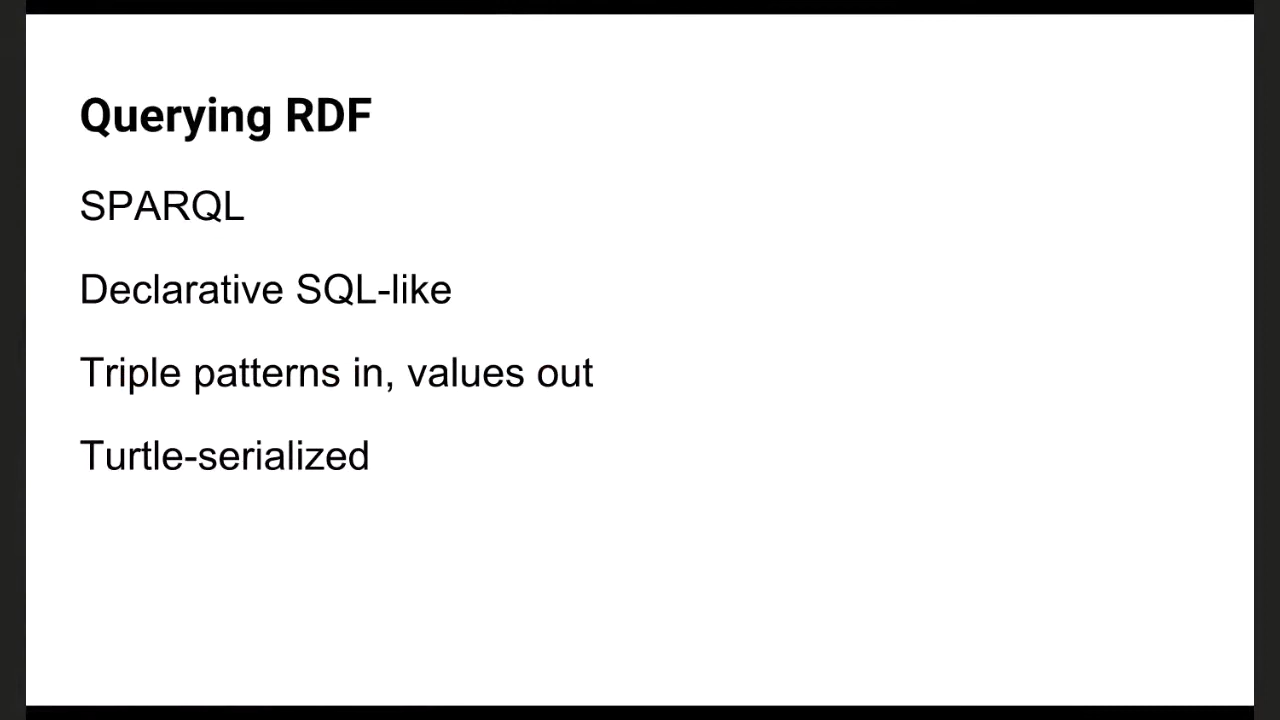 Querying RDF
SPARQL
Declarative SQL-like
Triple patterns in, values out
Turtle-serialized